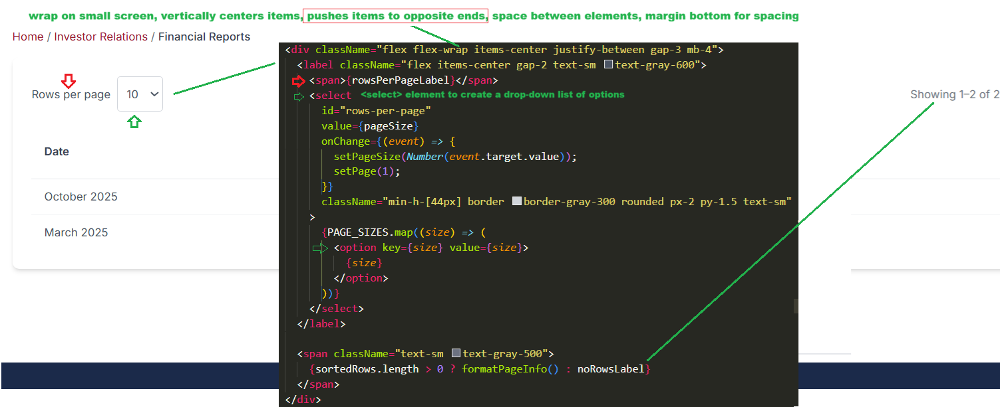 wrap on small screen, vertically centers items, pushes items to opposite ends, space between elements, margin bottom for spacing
Home / Investor Relations / Financial Reports
Rows per page 10
Showing 1–2 of 2
Date
October 2025
March 2025
<div className="flex flex-wrap items-center justify-between gap-3 mb-4">
<label className="flex items-center gap-2 text-sm text-gray-600">
<span>{rowsPerPageLabel}</span>
<select <select> element to create a drop-down list of options
id="rows-per-page"
value={pageSize}
onChange={(event) => {
setPageSize(Number(event.target.value));
setPage(1);
}}
className="min-h-[44px] border border-gray-300 rounded px-2 py-1.5 text-sm"
>
{PAGE_SIZES.map((size) => (
<option key={size} value={size}>
{size}
</option>
))}
</select>
</label>
<span className="text-sm text-gray-500">
{sortedRows.length > 0 ? formatPageInfo() : noRowsLabel}
</span>
</div>